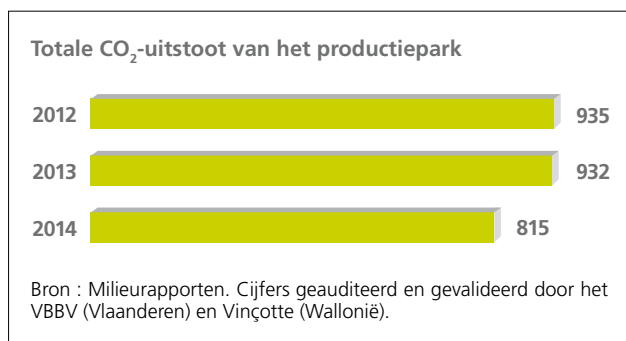 Totale CO₂-uitstoot van het productiepark
2012 935
2013 932
2014 815
Bron : Milieurapporten. Cijfers geauditeerd en gevalideerd door het
VBBV (Vlaanderen) en Vinçotte (Wallonië).